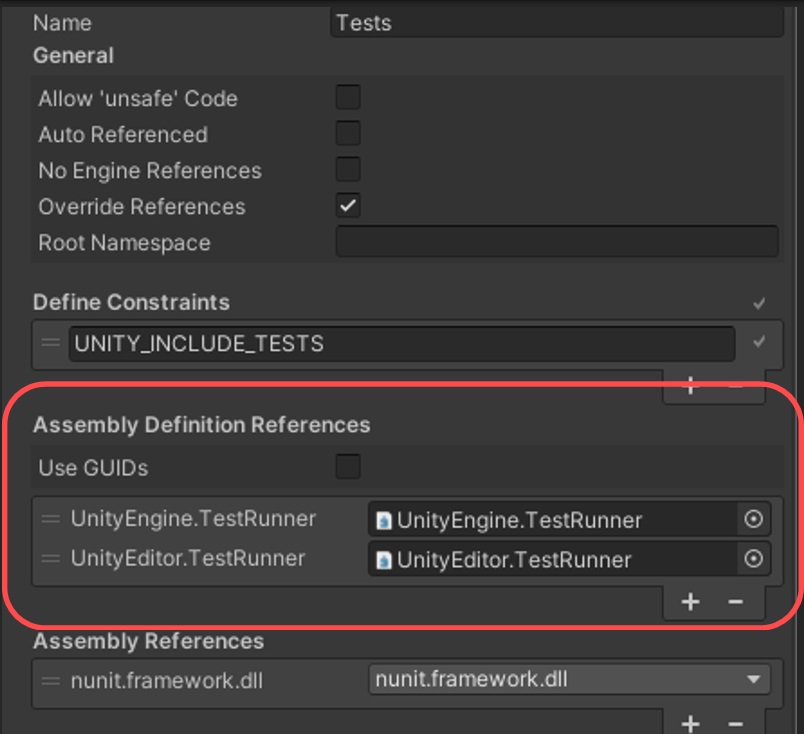 Name Tests
General
Allow 'unsafe' Code
Auto Referenced
No Engine References
Override References
Root Namespace
Define Constraints
UNITY_INCLUDE_TESTS
Assembly Definition References
Use GUIDs
UnityEngine.TestRunner UnityEngine.TestRunner
UnityEditor.TestRunner UnityEditor.TestRunner
Assembly References
nunit.framework.dll nunit.framework.dll